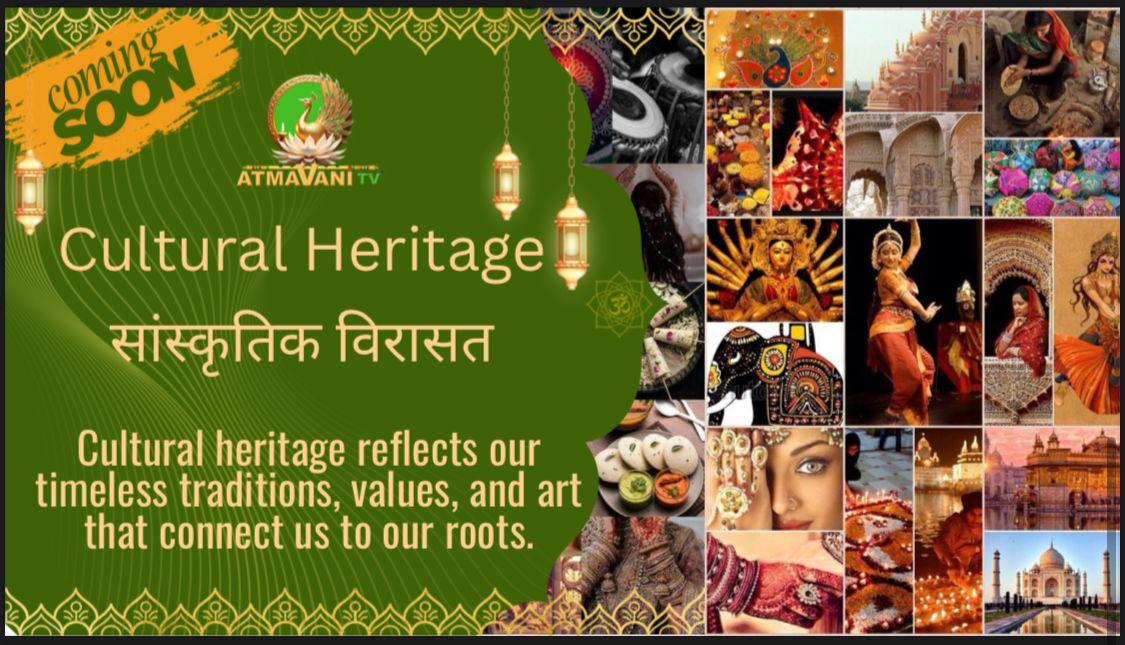 coming
SOON
ATMAVANI TV
Cultural Heritage
सांस्कृतिक विरासत
Cultural heritage reflects our
timeless traditions, values, and art
that connect us to our roots.
ॐ